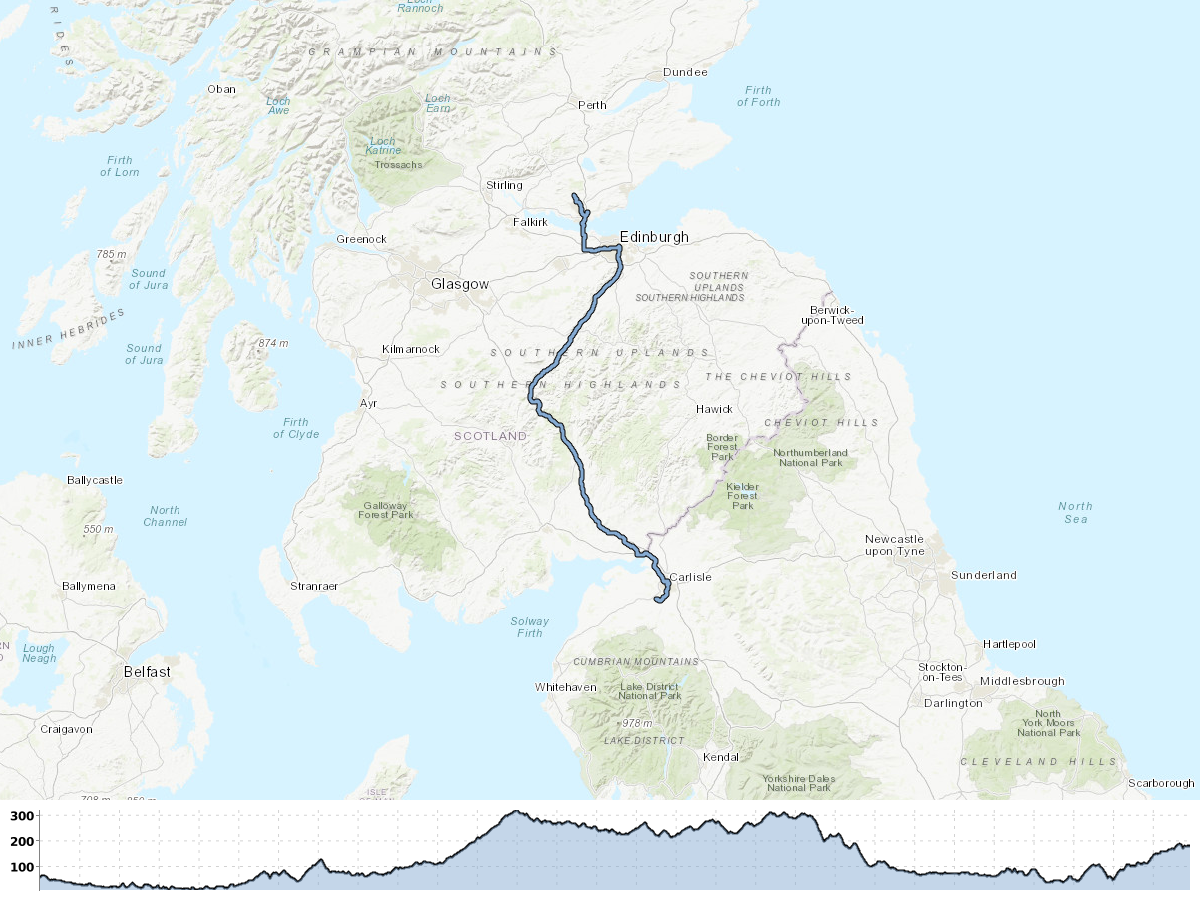 Loch
Rannoch
RIDES
GRAMPIAN MOUNTAINS
Dundee
Oban
Loch
Awe
Loch
Earn
Perth
Firth
of Forth
Loch
Katrine
Trossachs
Firth
of Lorn
Stirling
Falkirk
Greenock
Edinburgh
785 m
Sound
of Jura
Glasgow
SOUTHERN
UPLANDS
SOUTHERN HIGHLANDS
Berwick-
upon-Tweed
INNER HEBRIDES
874 m
Sound
of Jura
Kilmarnock
SOUTHERN UPLANDS
THE CHEVIOT HILLS
SOUTHERN HIGHLANDS
Ayr
Hawick
Firth
of Clyde
CHEVIOT HILLS
SCOTLAND
Border
Forest
Park
Northumberland
National Park
Ballycastle
Kielder
Forest
Park
Galloway
Forest Park
North
Channel
North
Sea
550 m
Newcastle
upon Tyne
Ballymena
Stranraer
Carlisle
Sunderland
Solway
Firth
Lough
Neagh
Hartlepool
Belfast
CUMBRIAN MOUNTAINS
Stockton-
on-Tees
Middlesbrough
Whitehaven
Lake District
National Park
Darlington
Craigavon
978 m
North
York Moors
National Park
LAKE DISTRICT
Kendal
CLEVELAND HILLS
Yorkshire Dales
National Park
Scarborough
ISLE
300
200
100